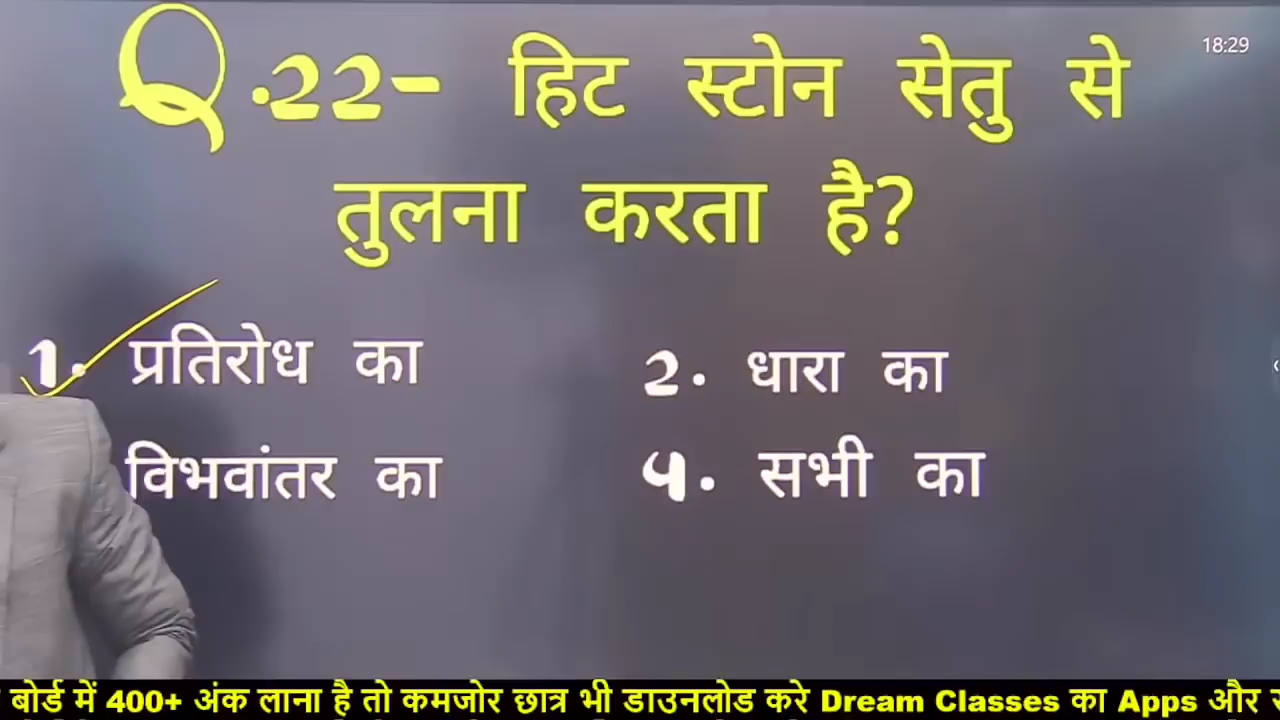 18:29
Q.22- हिट स्टोन सेतु से
तुलना करता है?
1. प्रतिरोध का
2. धारा का
विभवांतर का
4. सभी का
बोर्ड में 400+ अंक लाना है तो कमजोर छात्र भी डाउनलोड करे Dream Classes का Apps और